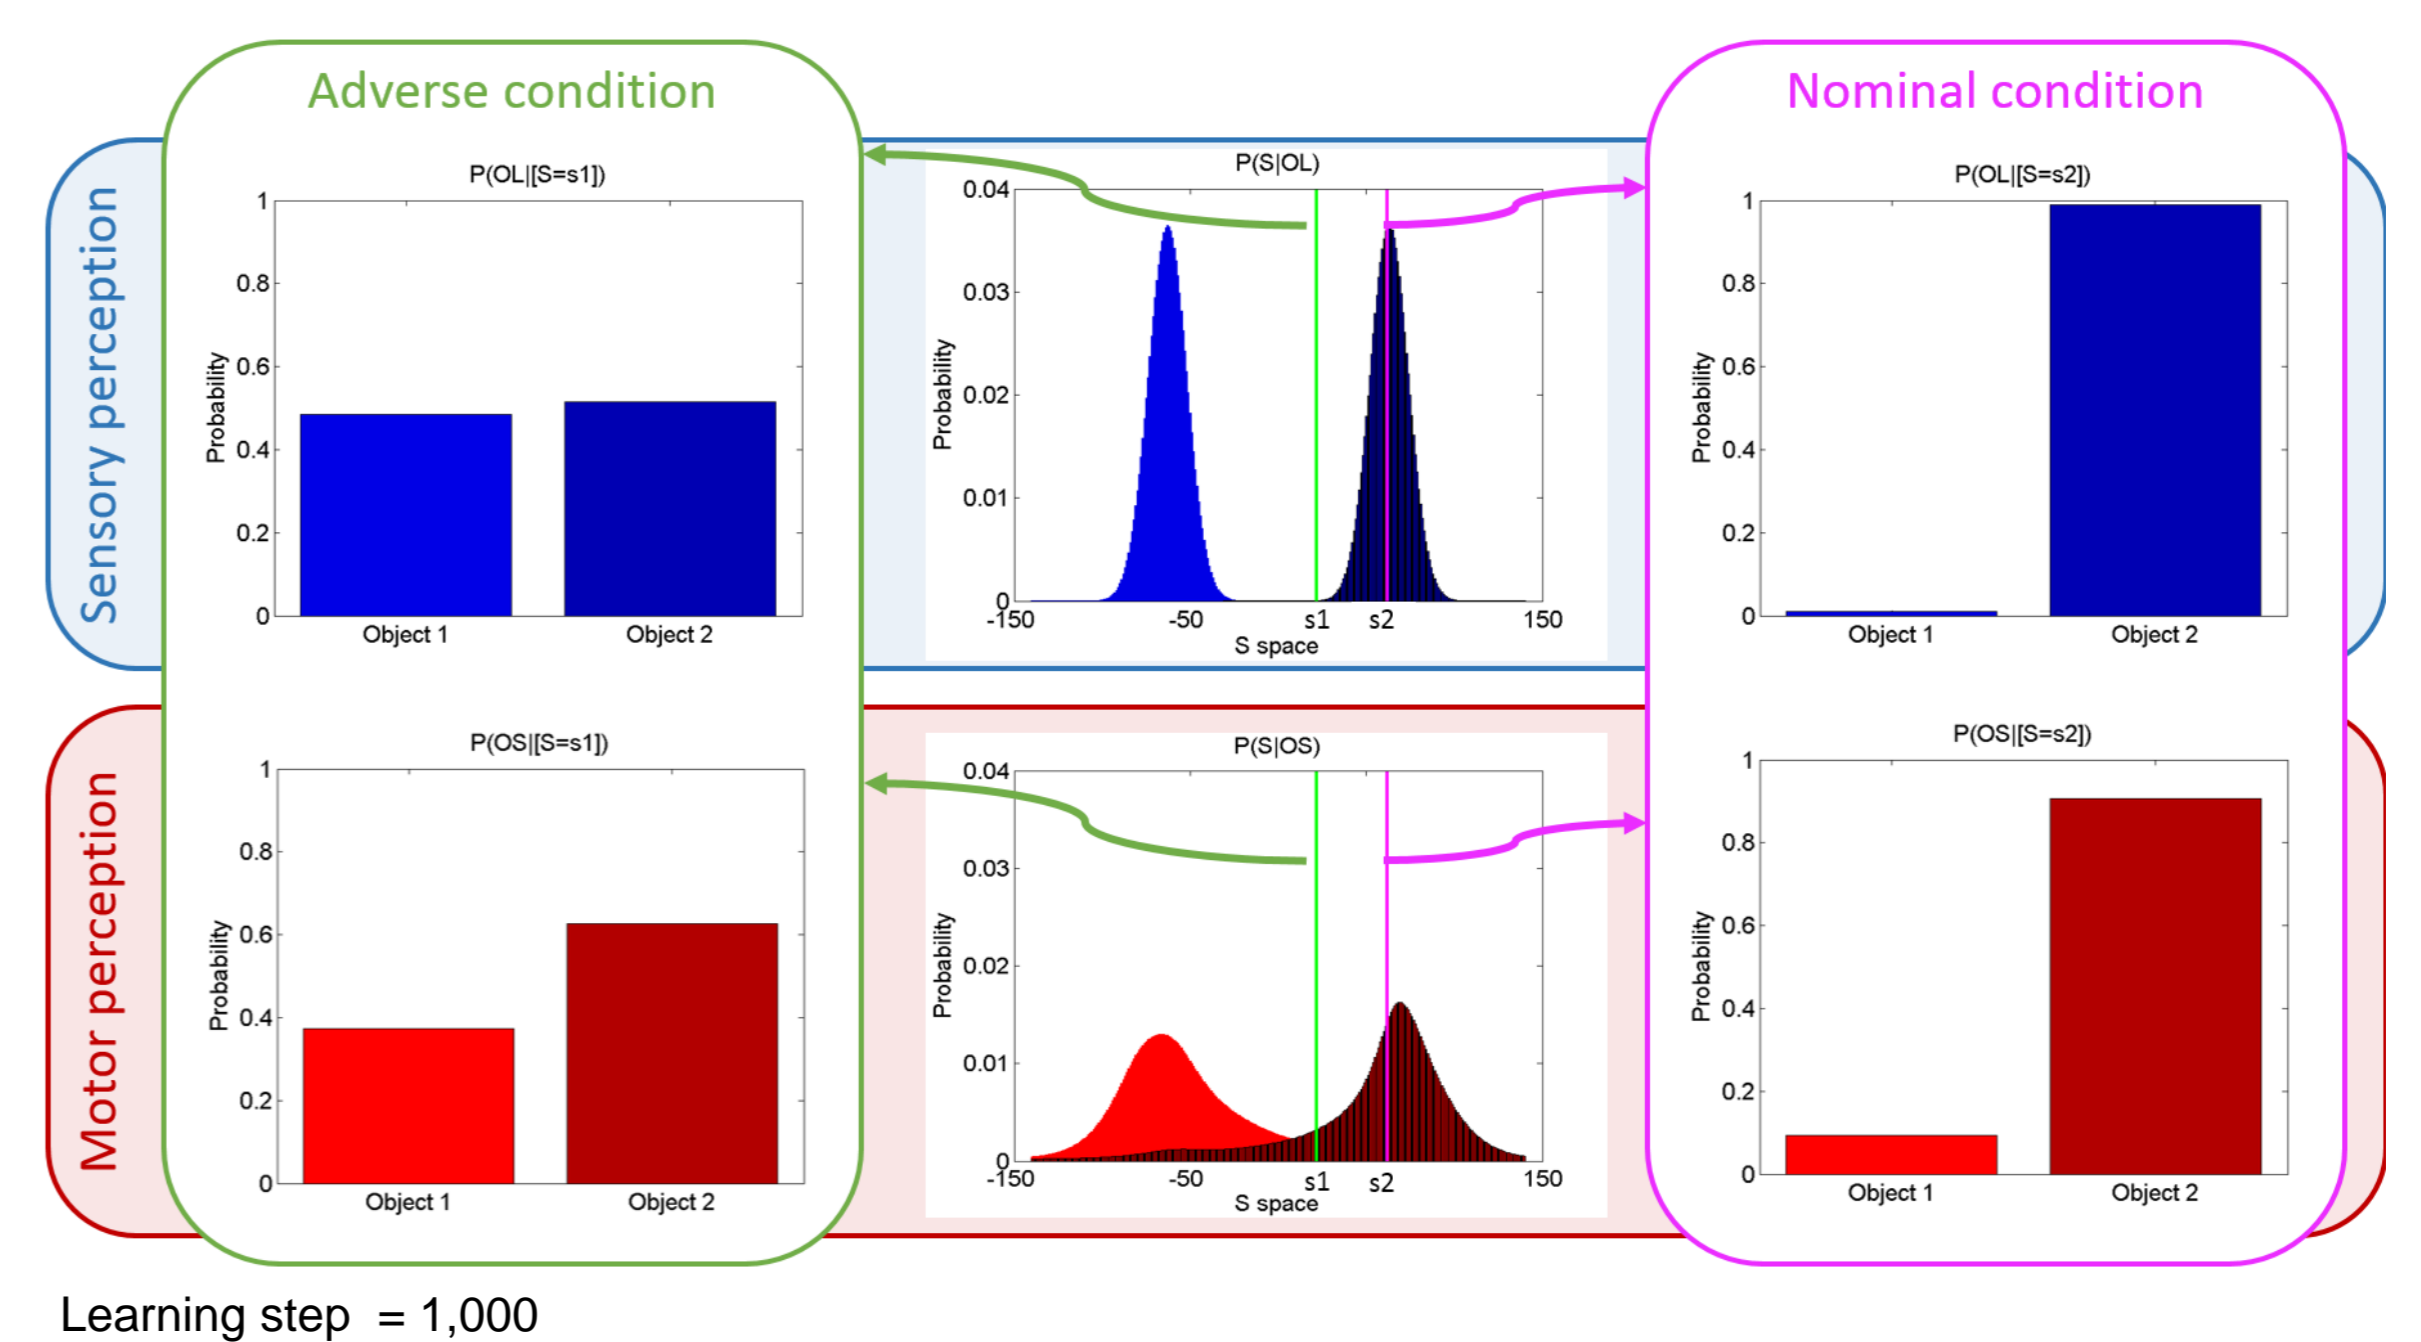 Adverse condition
Nominal condition
Sensory perception
P(OL|[S=s1])
1
0.8
0.6
0.4
0.2
0
Probability
Object 1
Object 2
P(S|OL)
0.04
0.03
0.02
0.01
0
Probability
-150
-50
s1
s2
150
S space
P(OL|[S=s2])
1
0.8
0.6
0.4
0.2
0
Probability
Object 1
Object 2
Motor perception
P(OS|[S=s1])
1
0.8
0.6
0.4
0.2
0
Probability
Object 1
Object 2
P(S|OS)
0.04
0.03
0.02
0.01
0
Probability
-150
-50
s1
s2
150
S space
P(OS|[S=s2])
1
0.8
0.6
0.4
0.2
0
Probability
Object 1
Object 2
Learning step = 1,000